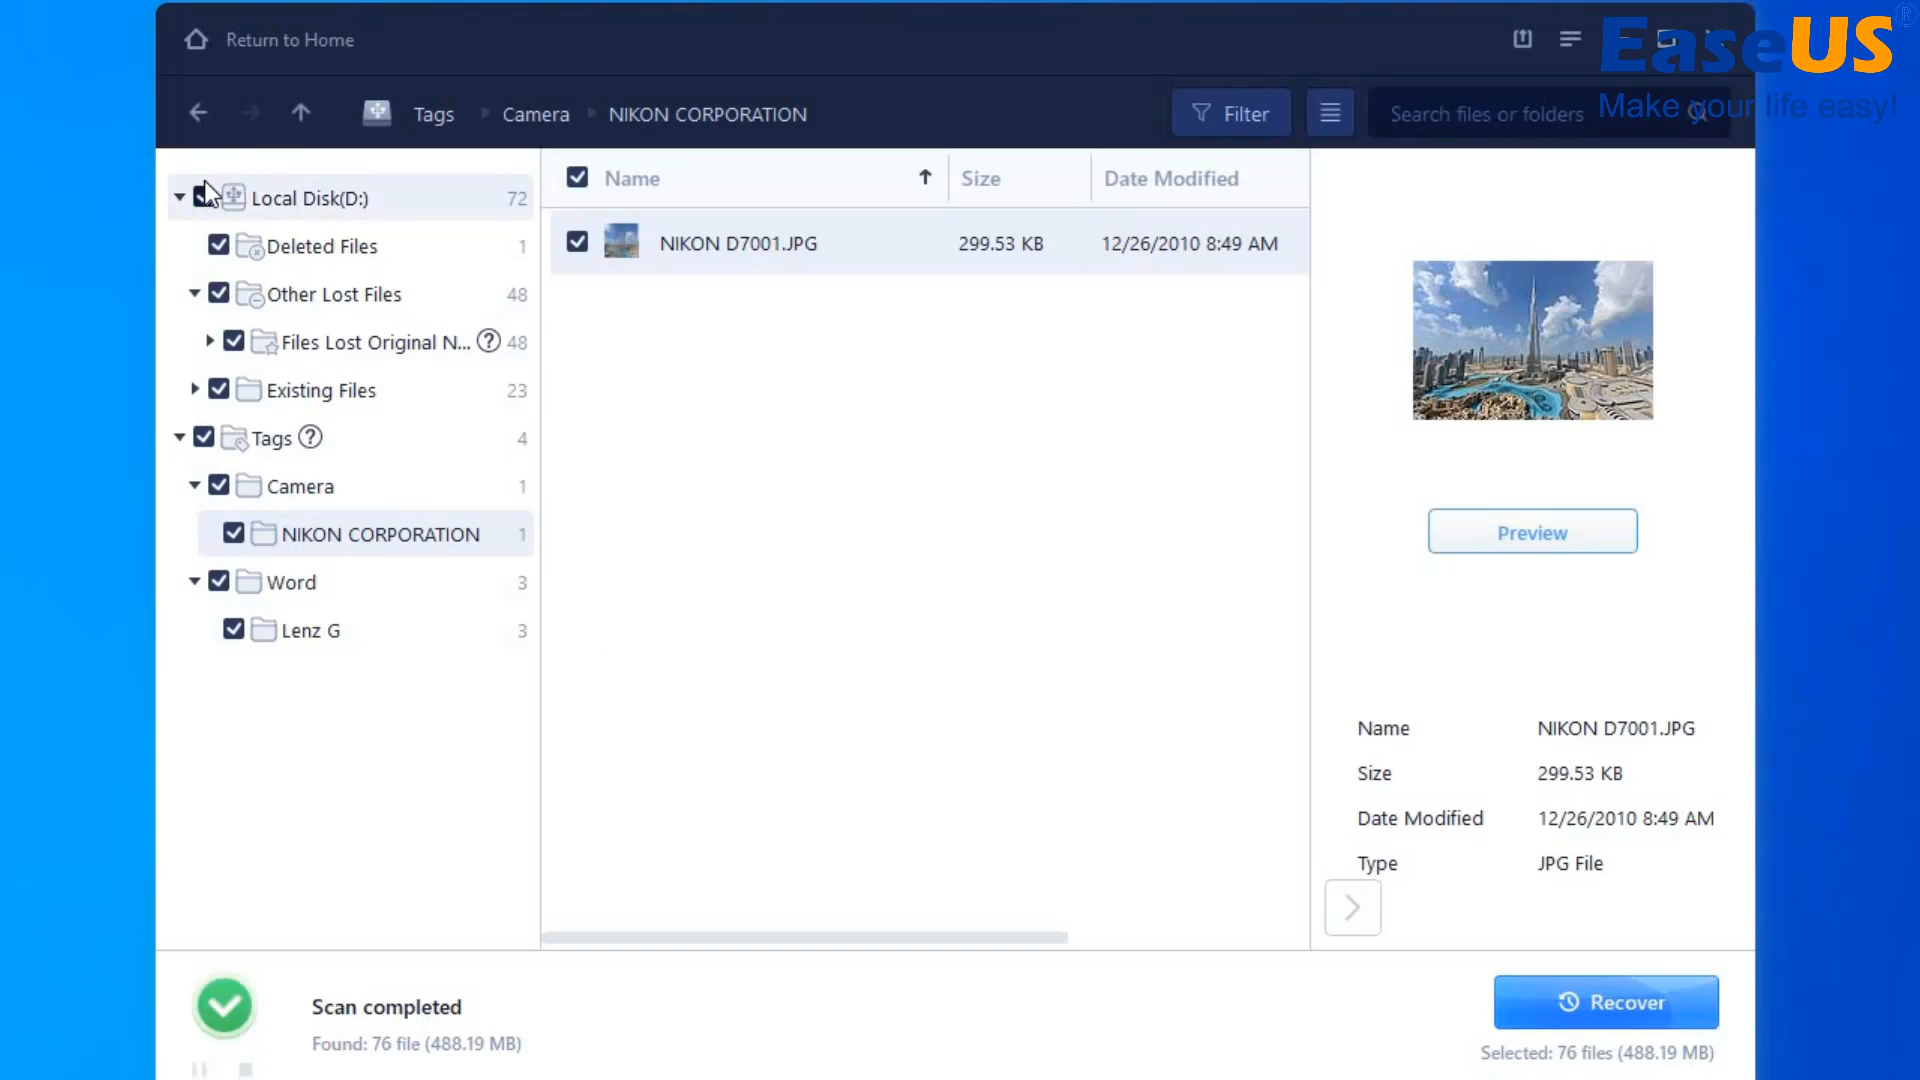 Return to Home
EaseUS®
Make your life easy!
Tags Camera NIKON CORPORATION
Filter
Search files or folders
Local Disk(D:) 72
Deleted Files 1
Other Lost Files 48
Files Lost Original N... ? 48
Existing Files 23
Tags ? 4
Camera 1
NIKON CORPORATION 1
Word 3
Lenz G 3
Name Size Date Modified
NIKON D7001.JPG 299.53 KB 12/26/2010 8:49 AM
Preview
Name NIKON D7001.JPG
Size 299.53 KB
Date Modified 12/26/2010 8:49 AM
Type JPG File
Scan completed
Found: 76 file (488.19 MB)
Recover
Selected: 76 files (488.19 MB)